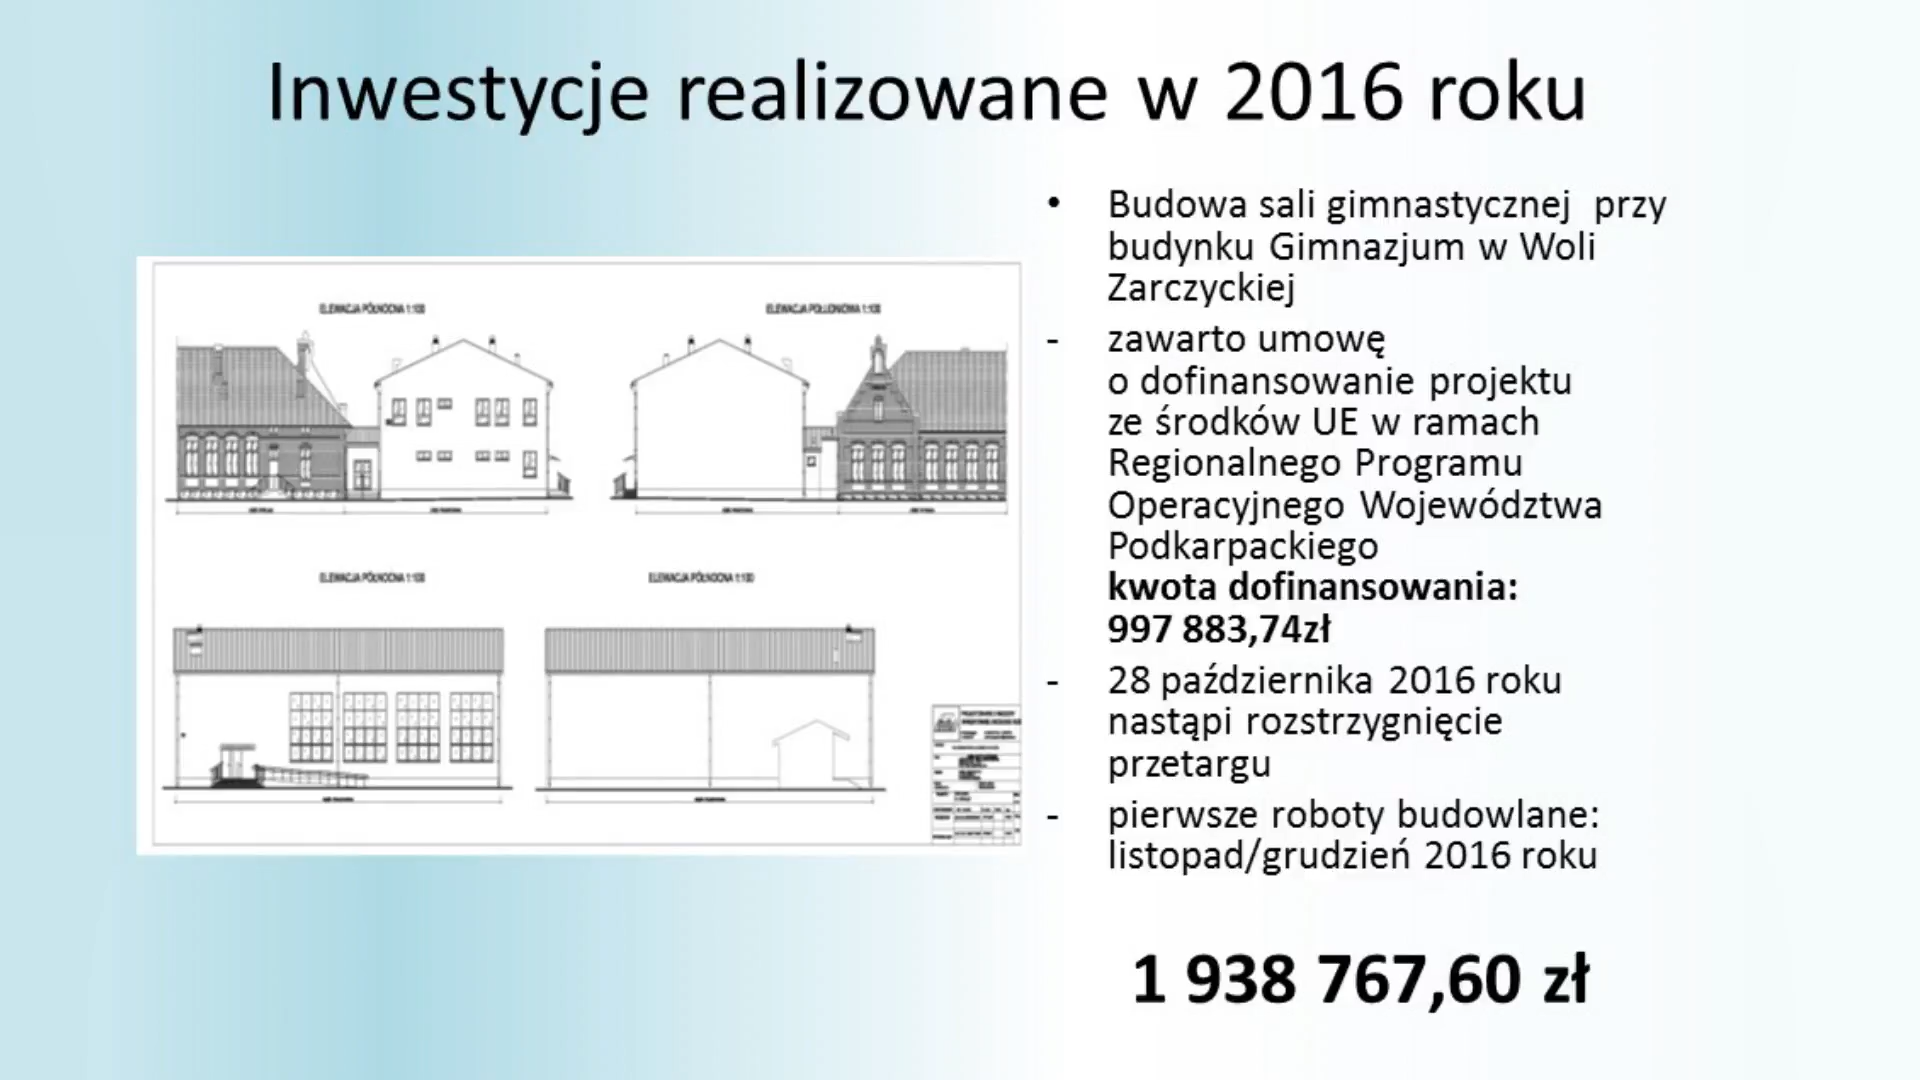 Inwestycje realizowane w 2016 roku
• Budowa sali gimnastycznej przy
budynku Gimnazjum w Woli
Zarczyckiej
- zawarto umowę
o dofinansowanie projektu
ze środków UE w ramach
Regionalnego Programu
Operacyjnego Województwa
Podkarpackiego
kwota dofinansowania:
997 883,74zł
- 28 października 2016 roku
nastąpi rozstrzygnięcie
przetargu
- pierwsze roboty budowlane:
listopad/grudzień 2016 roku
1 938 767,60 zł
ELEWACJA PÓŁNOCNA 1:100
ELEWACJA POŁUDNIOWA 1:100
ELEWACJA PÓŁNOCNA 1:100
ELEWACJA PÓŁNOCNA 1:100